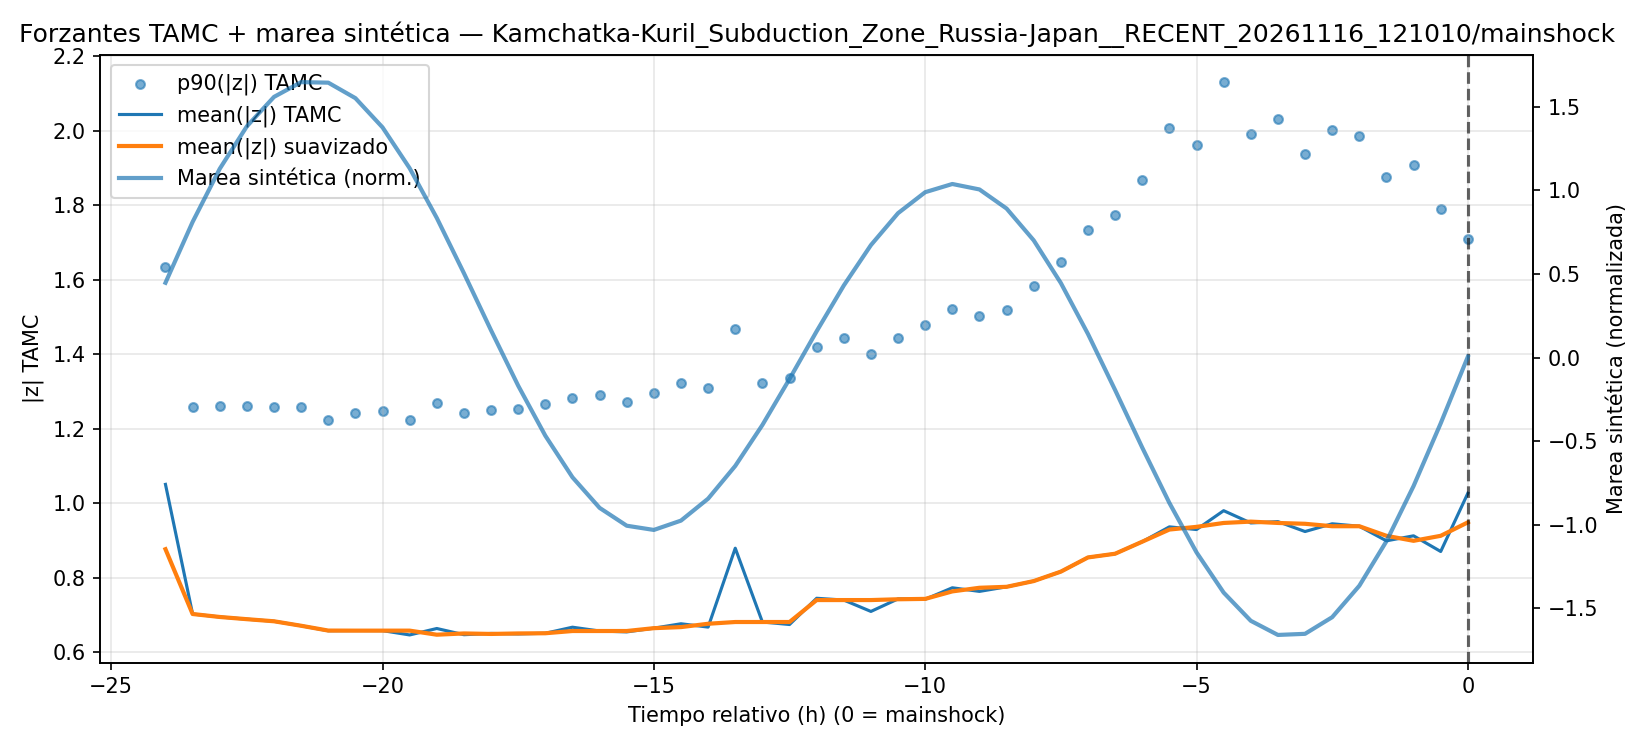 Forzantes TAMC + marea sintética — Kamchatka-Kuril_Subduction_Zone_Russia-Japan__RECENT_20261116_121010/mainshock
p90(|z|) TAMC
mean(|z|) TAMC
mean(|z|) suavizado
Marea sintética (norm.)
|z| TAMC
2.2
2.0
1.8
1.6
1.4
1.2
1.0
0.8
0.6
1.5
1.0
0.5
0.0
−0.5
−1.0
−1.5
Marea sintética (normalizada)
−25
−20
−15
−10
−5
0
Tiempo relativo (h) (0 = mainshock)